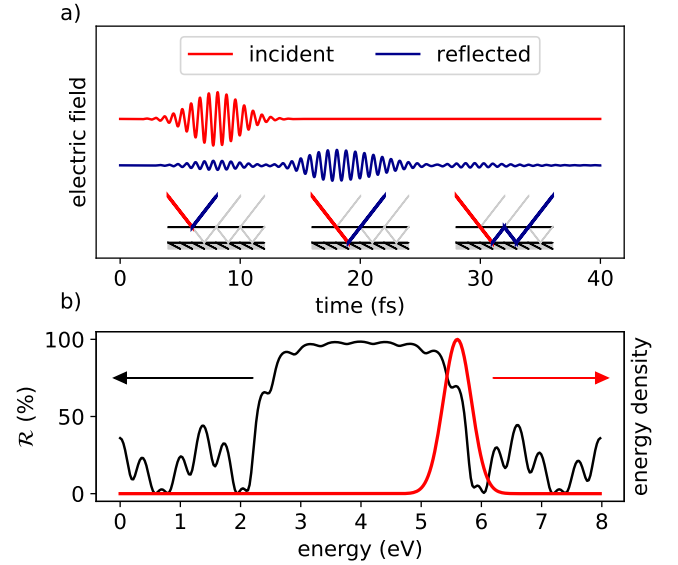 a)
incident
reflected
electric field
0 10 20 30 40
time (fs)
b)
100
50
0
ℛ (%)
energy density
0 1 2 3 4 5 6 7 8
energy (eV)